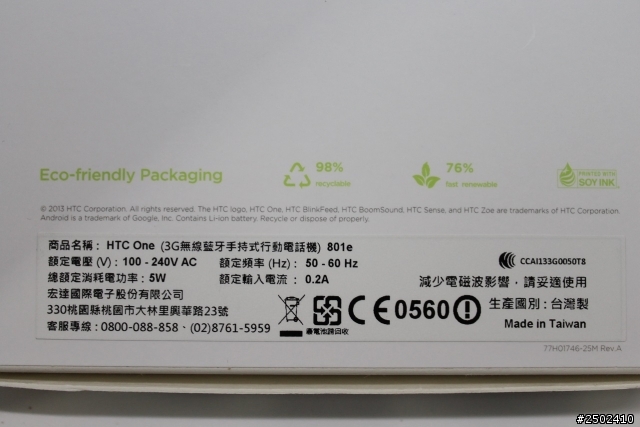 Eco-friendly Packaging
98%
recyclable
76%
fast renewable
PRINTED WITH
SOY INK
© 2013 HTC Corporation. All rights reserved. The HTC logo, HTC One, HTC BlinkFeed, HTC BoomSound, HTC Sense, and HTC Zoe are trademarks of HTC Corporation.
Android is a trademark of Google, Inc. Contains Li-ion battery. Recycle or dispose of properly.
商品名稱: HTC One (3G無線藍牙手持式行動電話機) 801e
額定電壓 (V): 100 - 240V AC 額定頻率 (Hz): 50 - 60 Hz
總額定消耗電功率: 5W 額定輸入電流: 0.2A
宏達國際電子股份有限公司
330桃園縣桃園市大林里興華路23號
客服專線: 0800-088-858、(02)8761-5959
廢電池請回收
CE0560
CCAI133G0050T8
減少電磁波影響,請妥適使用
生產國別:台灣製
Made in Taiwan
77H01746-25M Rev.A
#2502410